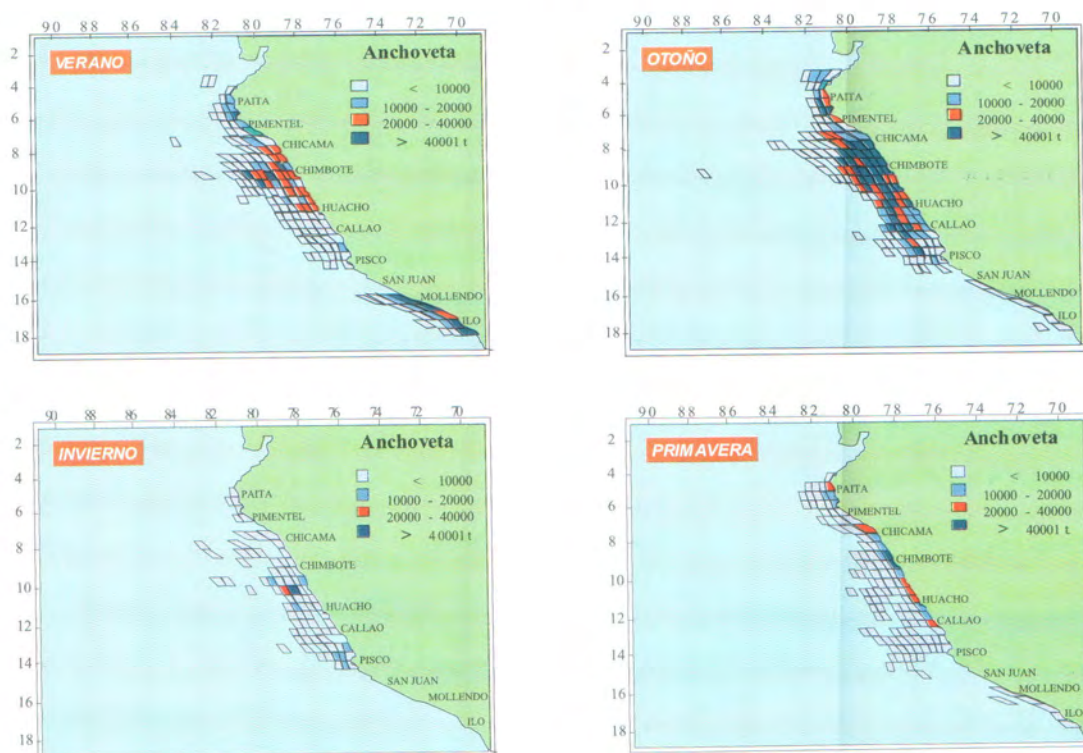 90 88 86 84 82 80 78 76 74 72 70
VERANO
Anchoveta
< 10000
10000 - 20000
20000 - 40000
> 40001 t
2
4
6
8
10
12
14
16
18
PAITA
PIMENTEL
CHICAMA
CHIMBOTE
HUACHO
CALLAO
PISCO
SAN JUAN
MOLLENDO
ILO
90 88 86 84 82 80 78 76 74 72 70
OTOÑO
Anchoveta
< 10000
10000 - 20000
20000 - 40000
> 40001 t
2
4
6
8
10
12
14
16
18
PAITA
PIMENTEL
CHICAMA
CHIMBOTE
HUACHO
CALLAO
PISCO
SAN JUAN
MOLLENDO
ILO
90 88 86 84 82 80 78 76 74 72 70
INVIERNO
Anchoveta
< 10000
10000 - 20000
20000 - 40000
> 40001 t
2
4
6
8
10
12
14
16
18
PAITA
PIMENTEL
CHICAMA
CHIMBOTE
HUACHO
CALLAO
PISCO
SAN JUAN
MOLLENDO
ILO
90 88 86 84 82 80 78 76 74 72 70
PRIMAVERA
Anchoveta
< 10000
10000 - 20000
20000 - 40000
> 40001 t
2
4
6
8
10
12
14
16
18
PAITA
PIMENTEL
CHICAMA
CHIMBOTE
HUACHO
CALLAO
PISCO
SAN JUAN
MOLLENDO
ILO